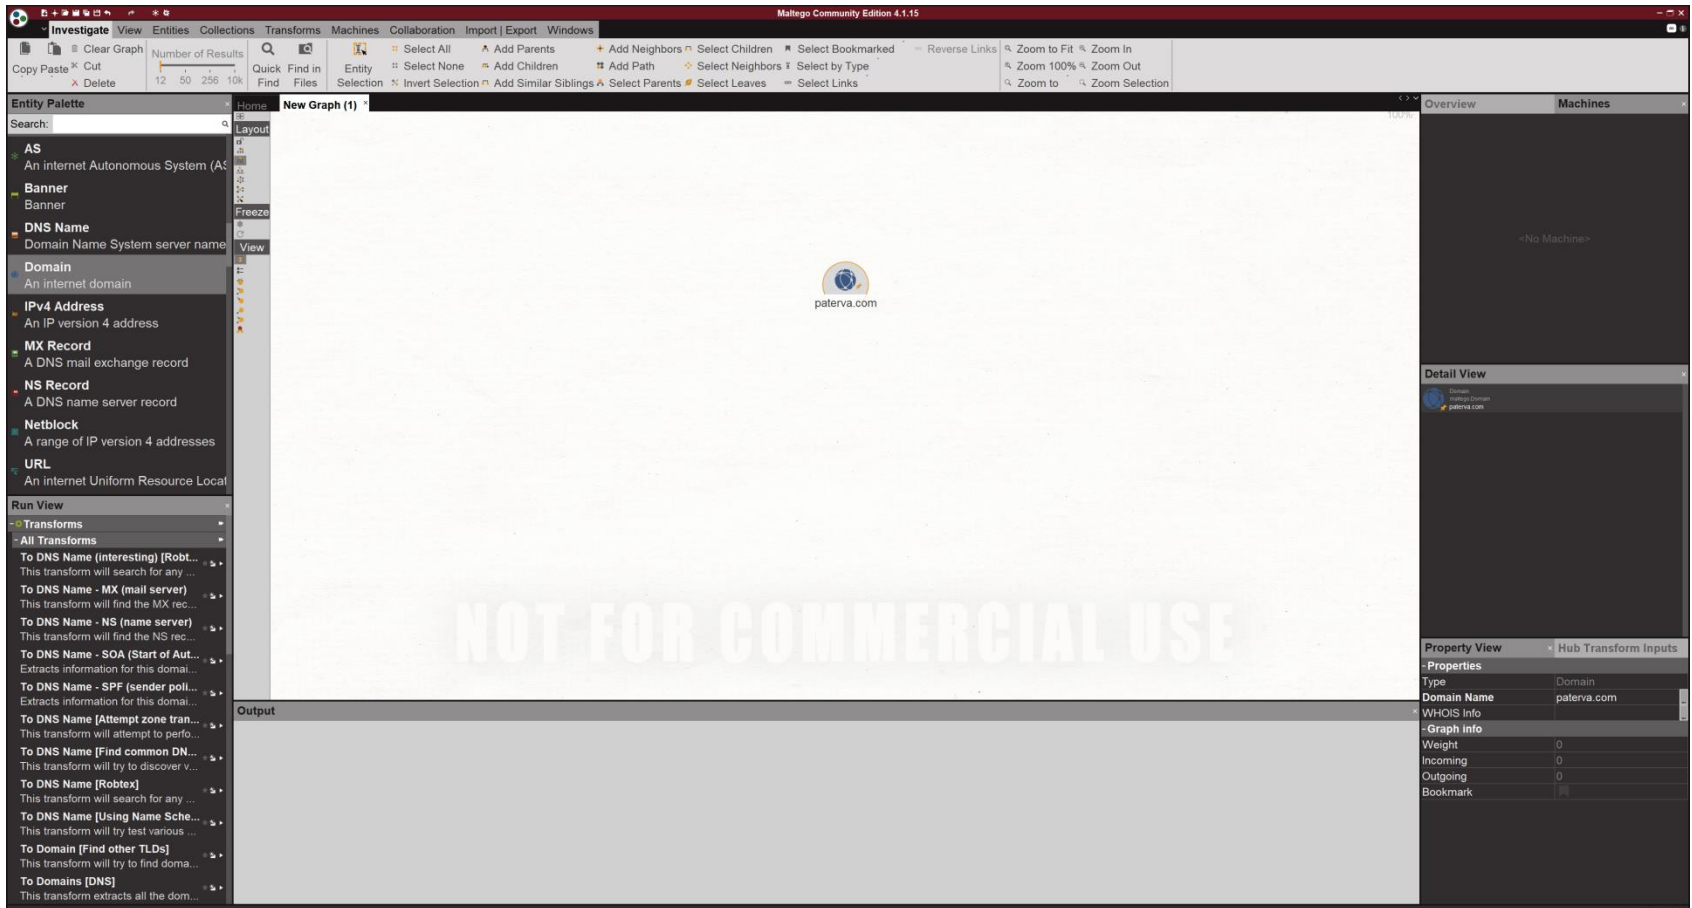 Maltego Community Edition 4.1.15
Investigate View Entities Collections Transforms Machines Collaboration Import | Export Windows
Copy Paste Clear Graph Cut Delete
Number of Results
12 50 256 10k
Quick Find
Find in Files
Entity Selection
Select All
Select None
Invert Selection
Add Parents
Add Children
Add Similar Siblings
Add Neighbors
Add Path
Select Parents
Select Children
Select Neighbors
Select Leaves
Select Bookmarked
Select by Type
Select Links
Reverse Links
Zoom to Fit
Zoom 100%
Zoom to
Zoom In
Zoom Out
Zoom Selection
Entity Palette
Search:
AS
An internet Autonomous System (AS
Banner
Banner
DNS Name
Domain Name System server name
Domain
An internet domain
IPv4 Address
An IP version 4 address
MX Record
A DNS mail exchange record
NS Record
A DNS name server record
Netblock
A range of IP version 4 addresses
URL
An internet Uniform Resource Locat
Run View
Transforms
All Transforms
To DNS Name (interesting) [Robt...
This transform will search for any ...
To DNS Name - MX (mail server)
This transform will find the MX rec...
To DNS Name - NS (name server)
This transform will find the NS rec...
To DNS Name - SOA (Start of Aut...
Extracts information for this domai...
To DNS Name - SPF (sender poli...
Extracts information for this domai...
To DNS Name [Attempt zone tran...
This transform will attempt to perfo...
To DNS Name [Find common DN...
This transform will try to discover v...
To DNS Name [Robtex]
This transform will search for any ...
To DNS Name [Using Name Sche...
This transform will try test various ...
To Domain [Find other TLDs]
This transform will try to find doma...
To Domains [DNS]
This transform extracts all the dom...
Home New Graph (1)
Layout
Freeze
View
100%
paterva.com
NOT FOR COMMERCIAL USE
Output
Overview Machines
<No Machine>
Detail View
Domain
maltego.Domain
paterva.com
Property View Hub Transform Inputs
Properties
Type Domain
Domain Name paterva.com
WHOIS Info
Graph info
Weight 0
Incoming 0
Outgoing 0
Bookmark